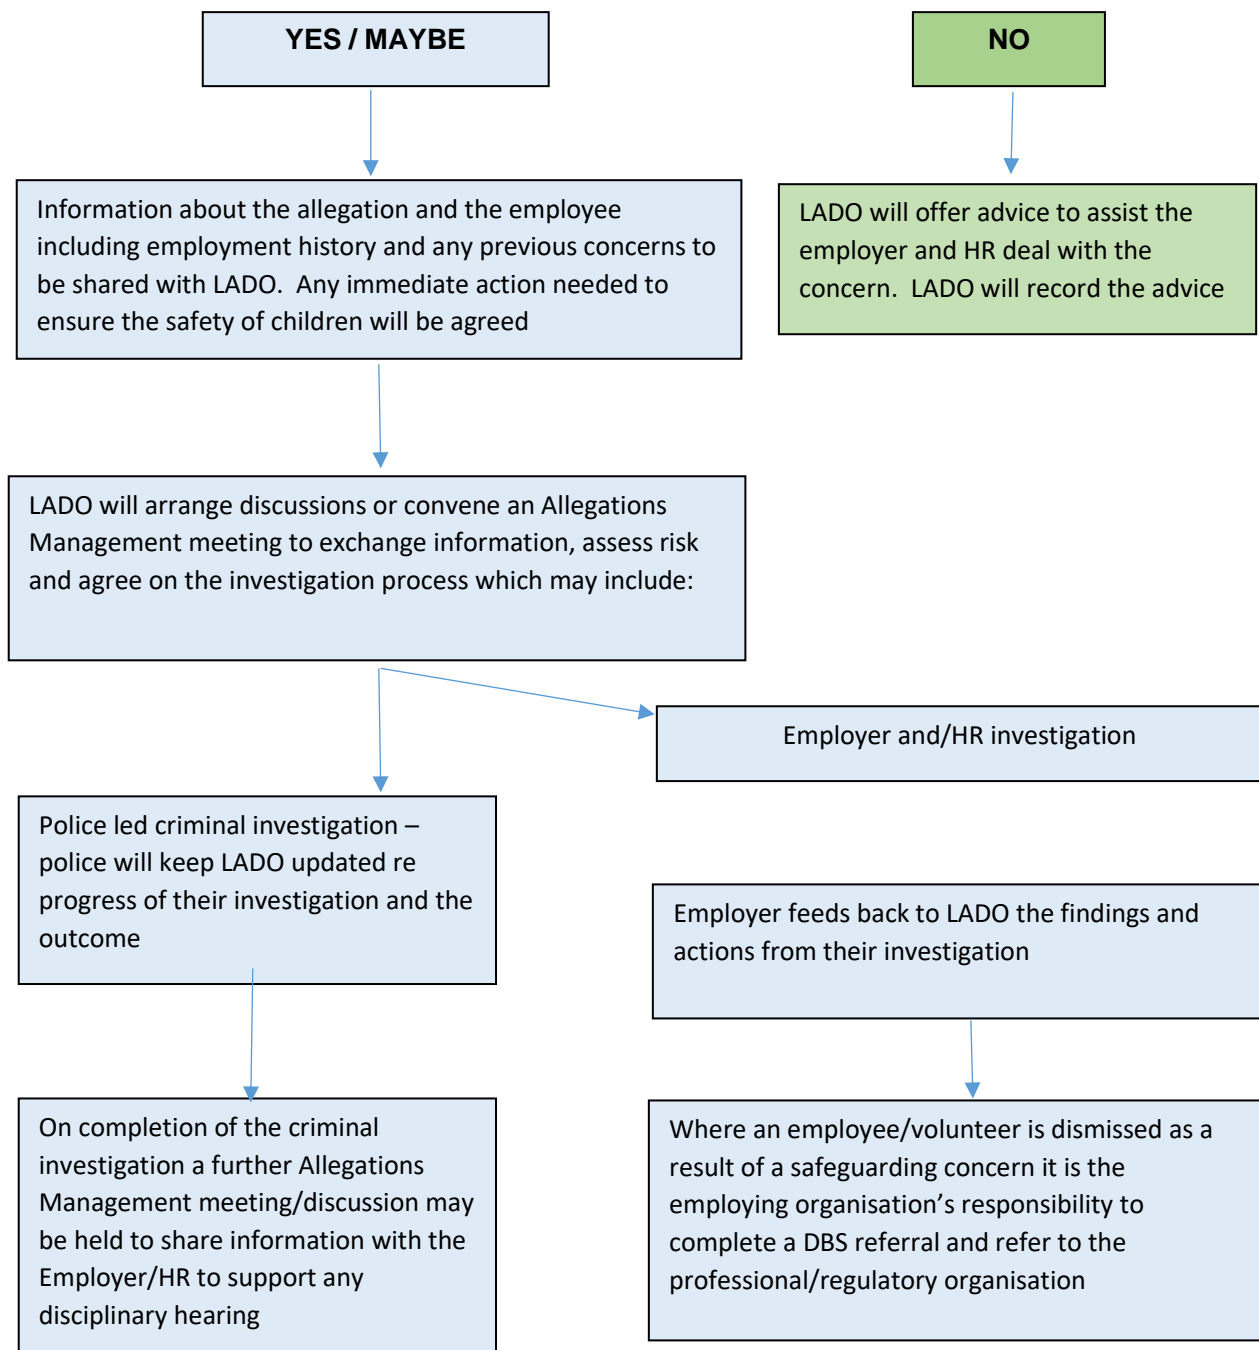 YES / MAYBE
NO
Information about the allegation and the employee
including employment history and any previous concerns to
be shared with LADO.  Any immediate action needed to
ensure the safety of children will be agreed
LADO will offer advice to assist the
employer and HR deal with the
concern.  LADO will record the advice
LADO will arrange discussions or convene an Allegations
Management meeting to exchange information, assess risk
and agree on the investigation process which may include:
Employer and/HR investigation
Police led criminal investigation –
police will keep LADO updated re
progress of their investigation and the
outcome
Employer feeds back to LADO the findings and
actions from their investigation
On completion of the criminal
investigation a further Allegations
Management meeting/discussion may
be held to share information with the
Employer/HR to support any
disciplinary hearing
Where an employee/volunteer is dismissed as a
result of a safeguarding concern it is the
employing organisation’s responsibility to
complete a DBS referral and refer to the
professional/regulatory organisation